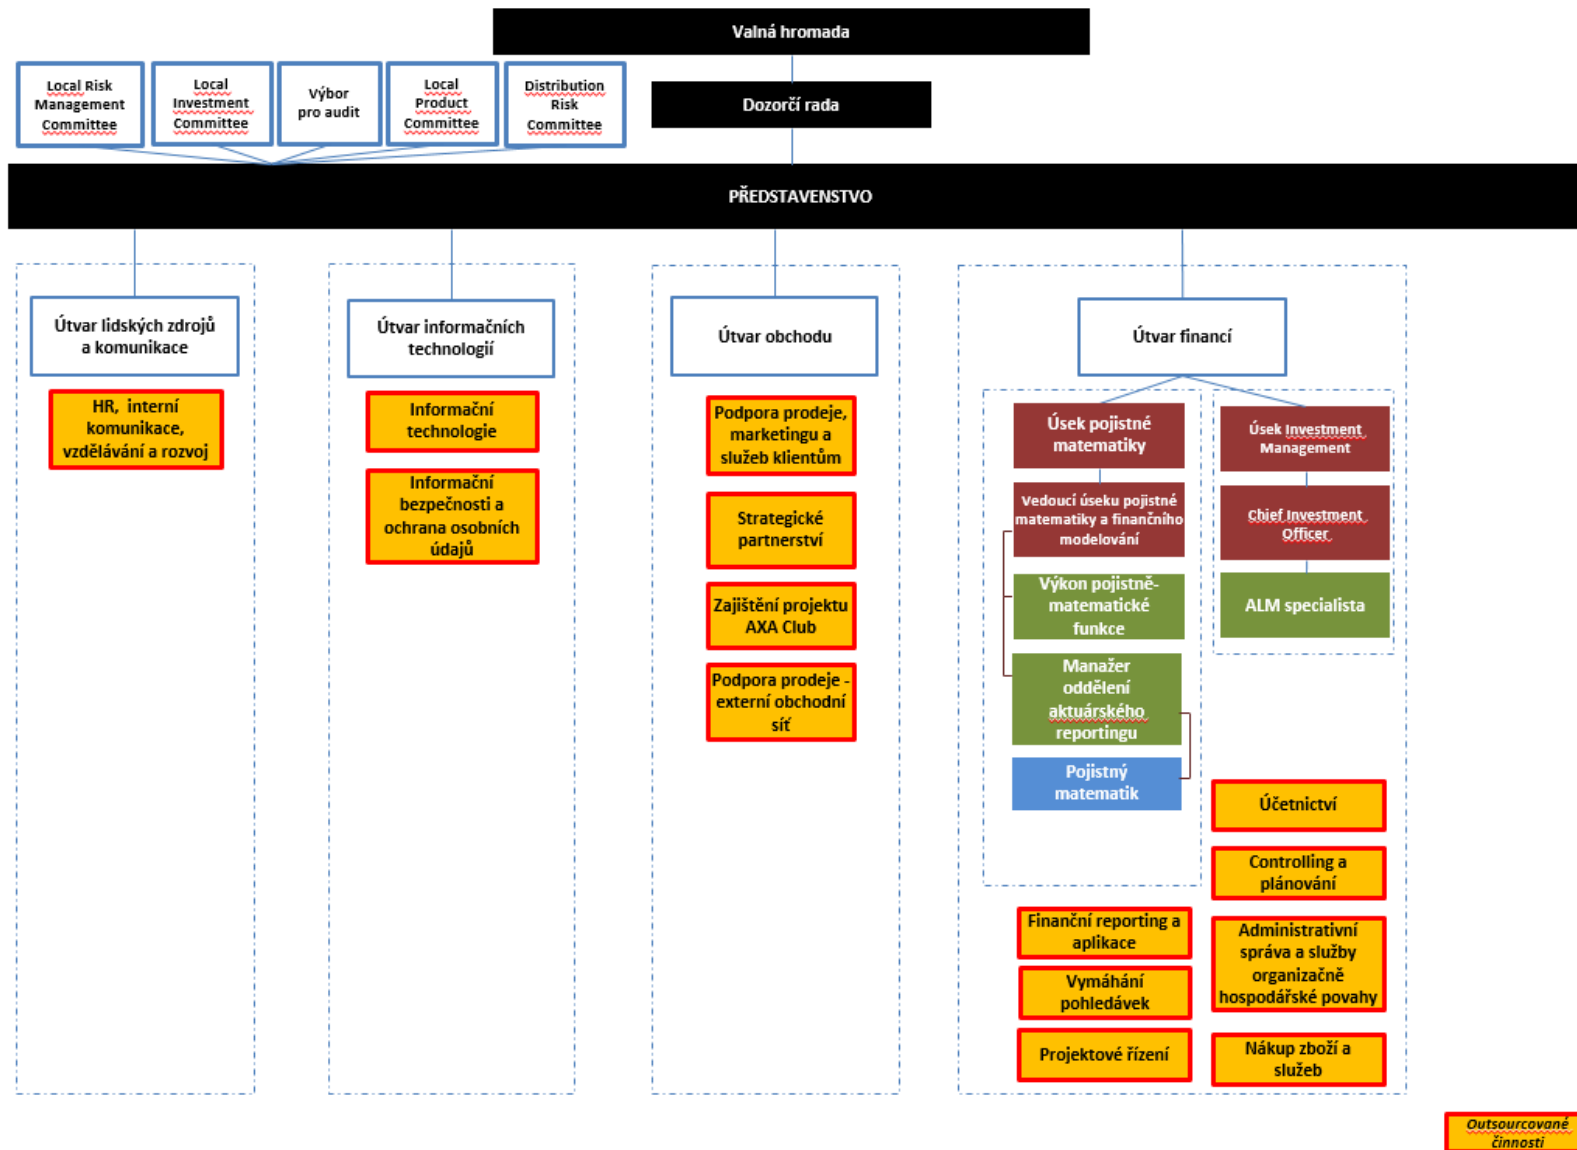 Valná hromada
Local Risk
Management
Committee
Local
Investment
Committee
Výbor
pro audit
Local
Product
Committee
Distribution
Risk
Committee
Dozorčí rada
PŘEDSTAVENSTVO
Útvar lidských zdrojů
a komunikace
HR, interní
komunikace,
vzdělávání a rozvoj
Útvar informačních
technologií
Informační
technologie
Informační
bezpečnosti a
ochrana osobních
údajů
Útvar obchodu
Podpora prodeje,
marketingu a
služeb klientům
Strategické
partnerství
Zajištění projektu
AXA Club
Podpora prodeje -
externí obchodní
síť
Útvar financí
Úsek pojistné
matematiky
Vedoucí úseku pojistné
matematiky a finančního
modelování
Výkon pojistně-
matematické
funkce
Manažer
oddělení
aktuárského
reportingu
Pojistný
matematik
Úsek Investment
Management
Chief Investment
Officer
ALM specialista
Účetnictví
Controlling a
plánování
Finanční reporting a
aplikace
Administrativní
správa a služby
organizačně
hospodářské povahy
Vymáhání
pohledávek
Projektové řízení
Nákup zboží a
služeb
Outsourcované
činnosti